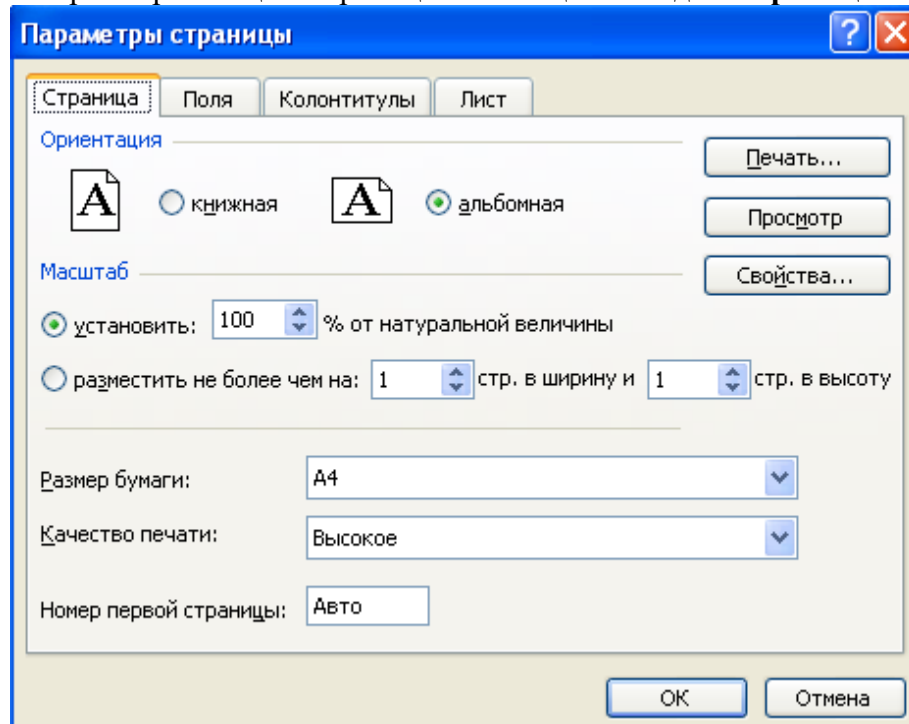 Параметры страницы
Страница Поля Колонтитулы Лист
Ориентация
A книжная A альбомная
Печать...
Просмотр
Масштаб
Свойства...
установить: 100 % от натуральной величины
разместить не более чем на: 1 стр. в ширину и 1 стр. в высоту
Размер бумаги: A4
Качество печати: Высокое
Номер первой страницы: Авто
ОК Отмена